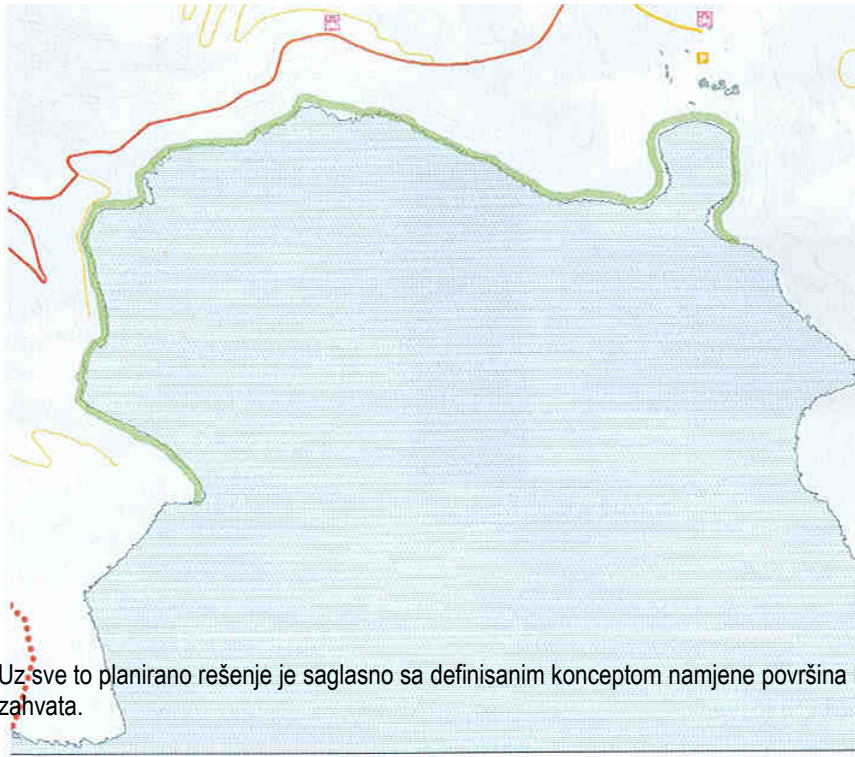 P
Uz sve to planirano rešenje je saglasno sa definisanim konceptom namjene površina
zahvata.